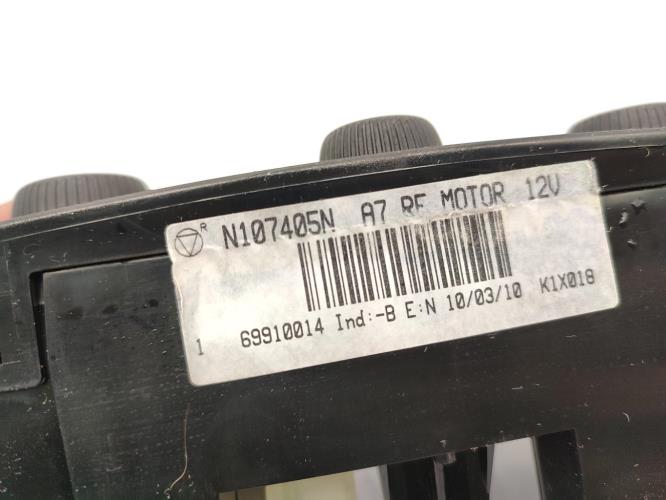 R N107405N A7 RF MOTOR 12V
1 69910014 Ind:-B E:N 10/03/10 K1X018